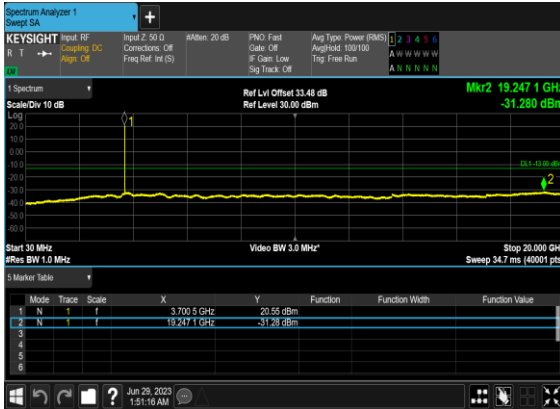 Spectrum Analyzer 1
Swept SA
+
KEYSIGHT Input: RF Input Z: 50 Ω #Atten: 20 dB PNO: Fast Avg Type: Power (RMS) 1 2 3 4 5 6
R T Coupling: DC Corrections: Off Gate: Off Avg|Hold: 100/100 A W W W W W
Align: Off Freq Ref: Int (S) IF Gain: Low Trig: Free Run
Sig Track: Off A N N N N N
1 Spectrum Ref Lvl Offset 33.48 dB Mkr2 19.247 1 GHz
Scale/Div 10 dB Ref Level 30.00 dBm -31.280 dBm
Log
20.0
10.0
0.00
-10.0
-20.0
-30.0
-40.0
-50.0
-60.0
1
DL1 -13.00 dBm
2
Start 30 MHz Video BW 3.0 MHz* Stop 20.000 GHz
#Res BW 1.0 MHz Sweep 34.7 ms (40001 pts)
5 Marker Table
Mode Trace Scale X Y Function Function Width Function Value
1 N 1 f 3.700 5 GHz 20.55 dBm
2 N 1 f 19.247 1 GHz -31.28 dBm
3
4
5
6
? Jun 29, 2023
1:51:16 AM